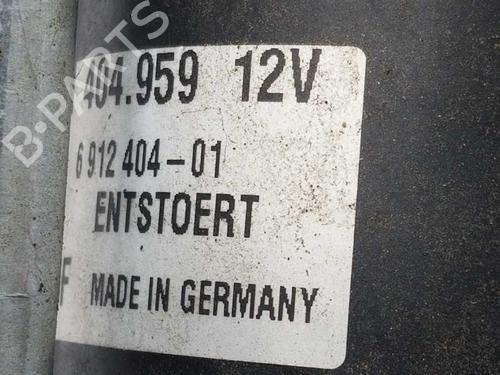 404.959 12V
6 912 404-01
ENTSTOERT
F MADE IN GERMANY
B-PARTS